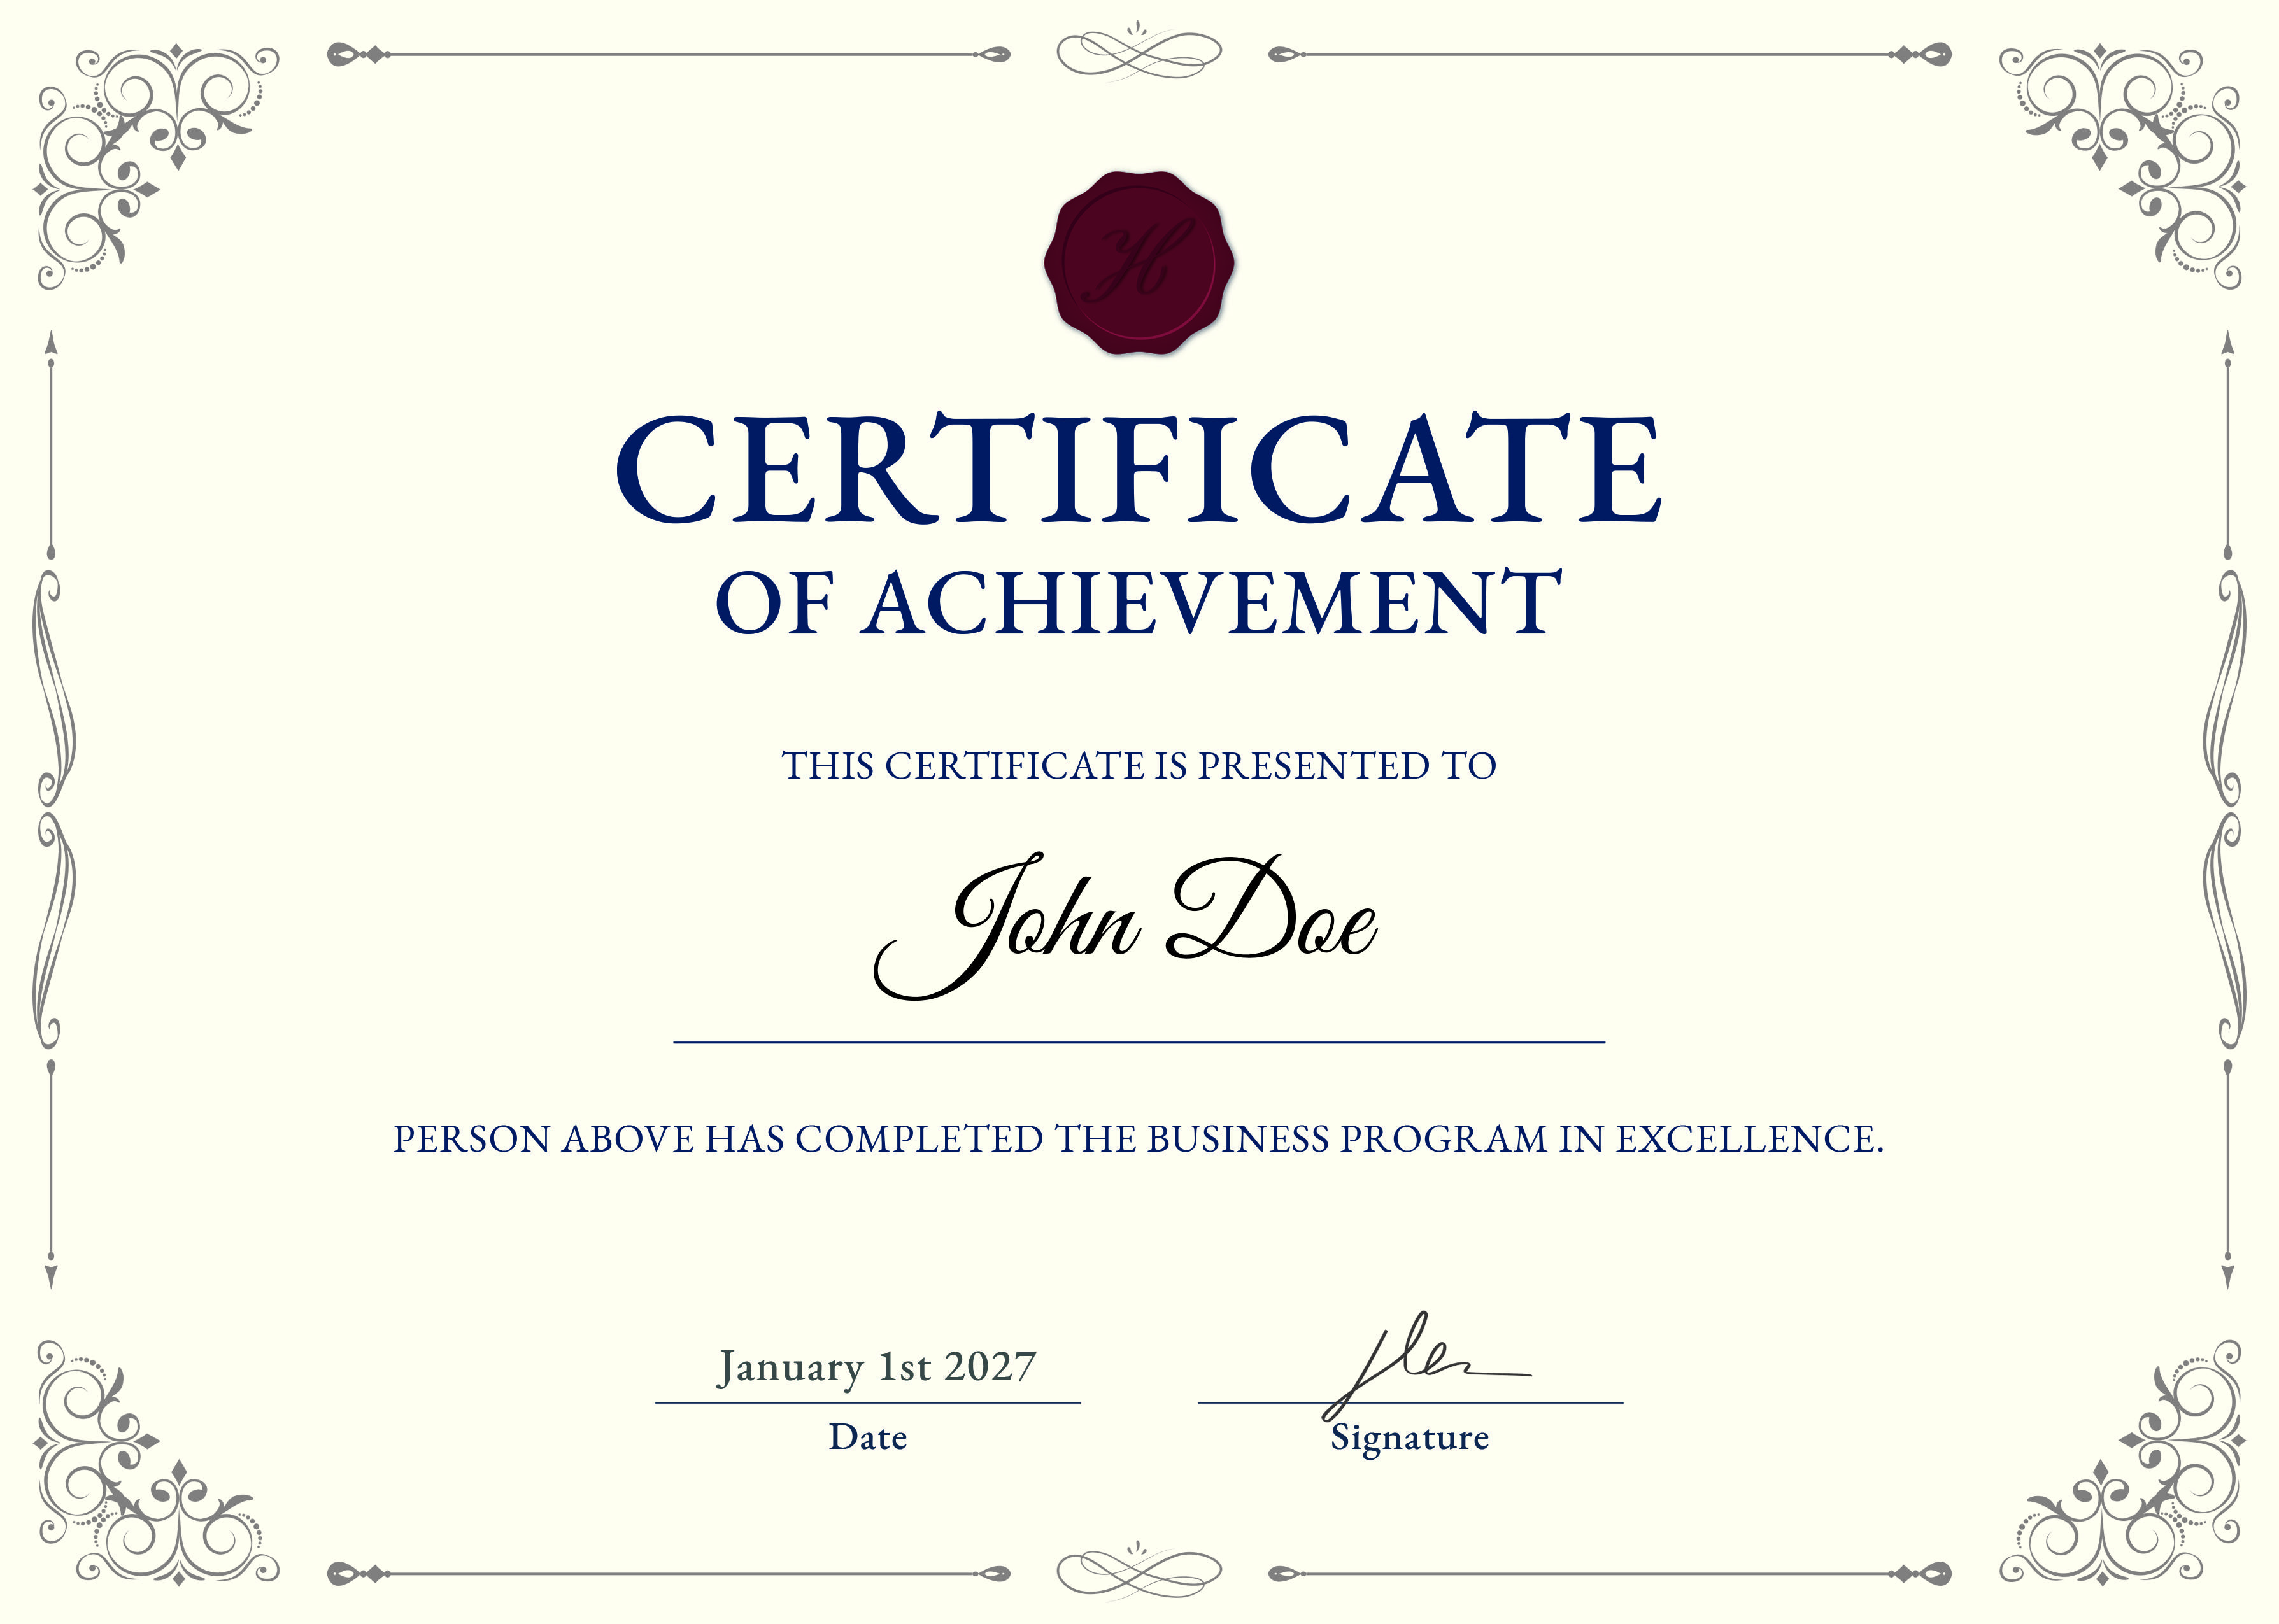 H
CERTIFICATE
OF ACHIEVEMENT
THIS CERTIFICATE IS PRESENTED TO
John Doe
PERSON ABOVE HAS COMPLETED THE BUSINESS PROGRAM IN EXCELLENCE.
January 1st 2027
Date
Signature